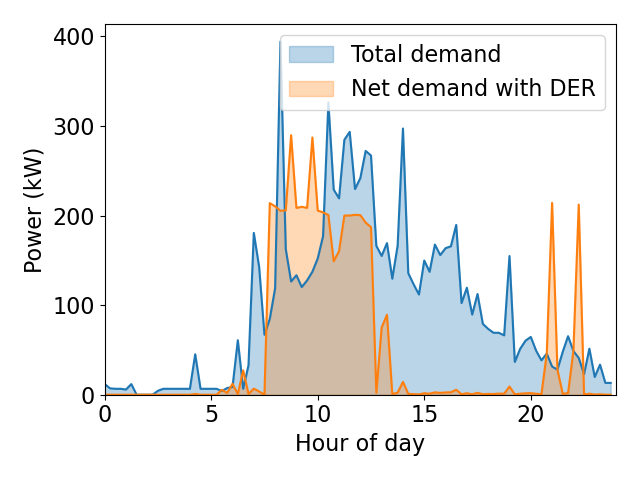 400
300
200
100
0
Power (kW)
Total demand
Net demand with DER
0 5 10 15 20
Hour of day